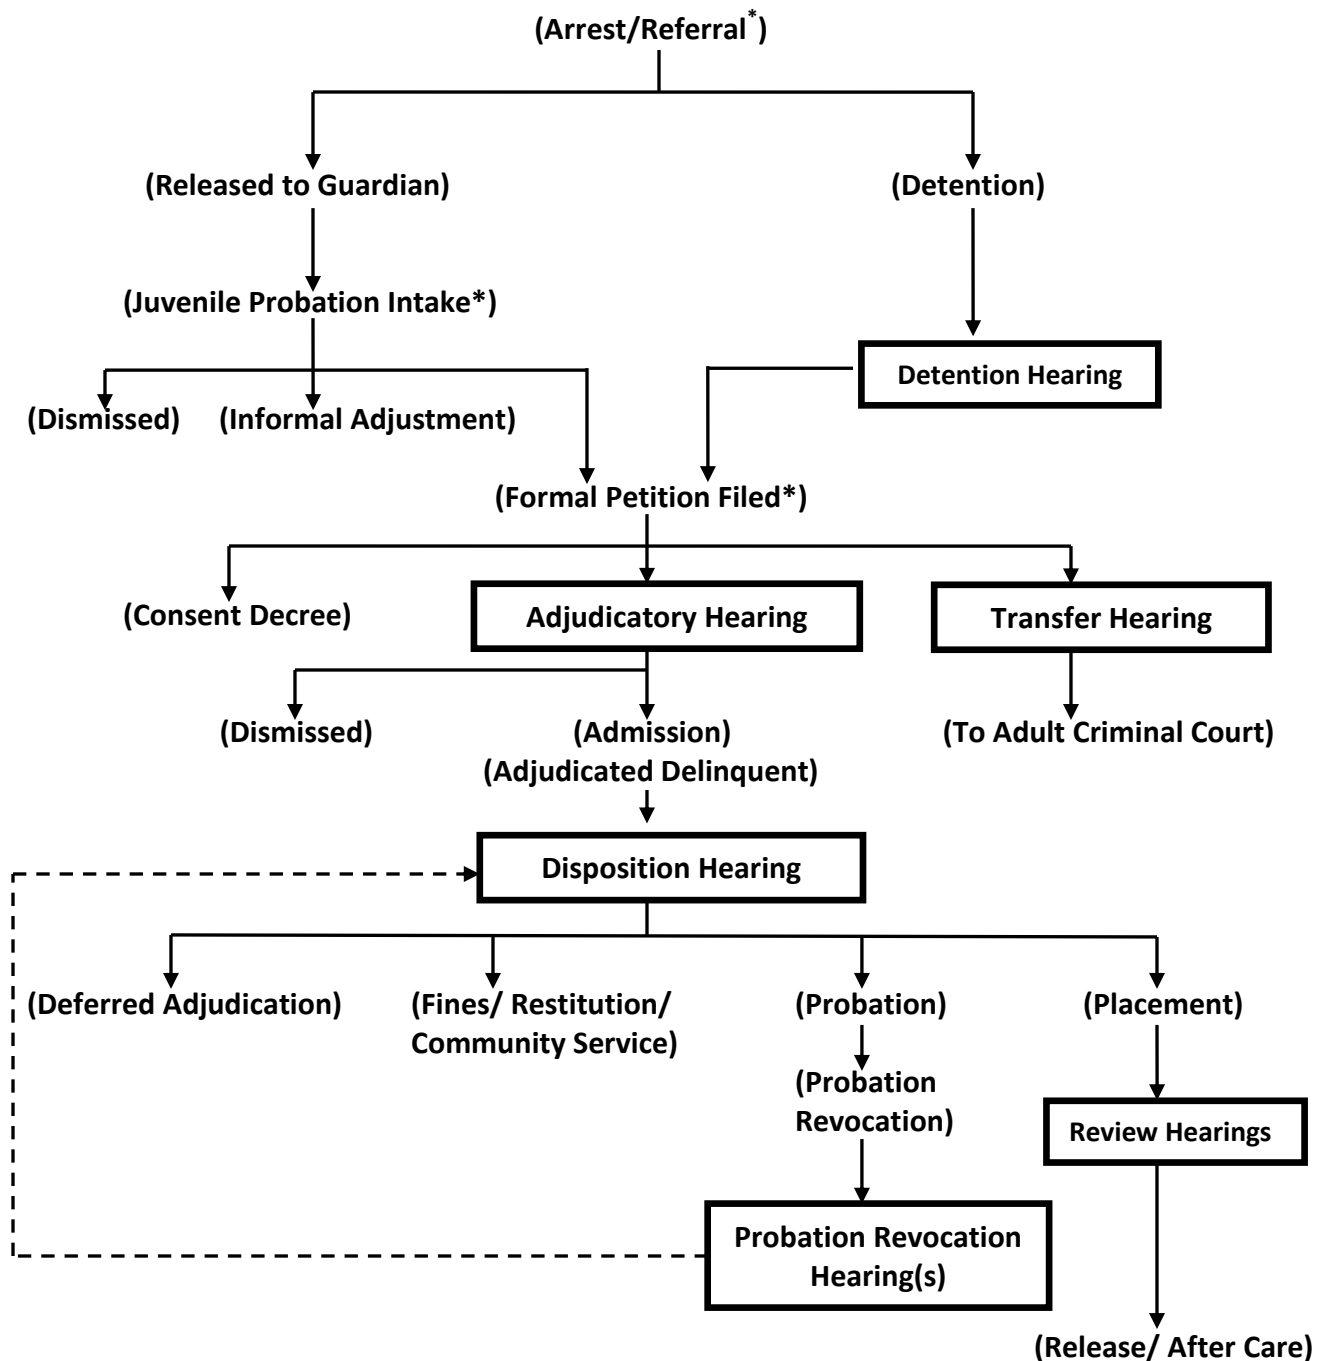 (Arrest/Referral*)
(Released to Guardian)
(Detention)
(Juvenile Probation Intake*)
Detention Hearing
(Dismissed)
(Informal Adjustment)
(Formal Petition Filed*)
(Consent Decree)
Adjudicatory Hearing
Transfer Hearing
(Dismissed)
(Admission)
(Adjudicated Delinquent)
(To Adult Criminal Court)
Disposition Hearing
(Deferred Adjudication)
(Fines/ Restitution/
Community Service)
(Probation)
(Placement)
(Probation
Revocation)
Review Hearings
Probation Revocation
Hearing(s)
(Release/ After Care)